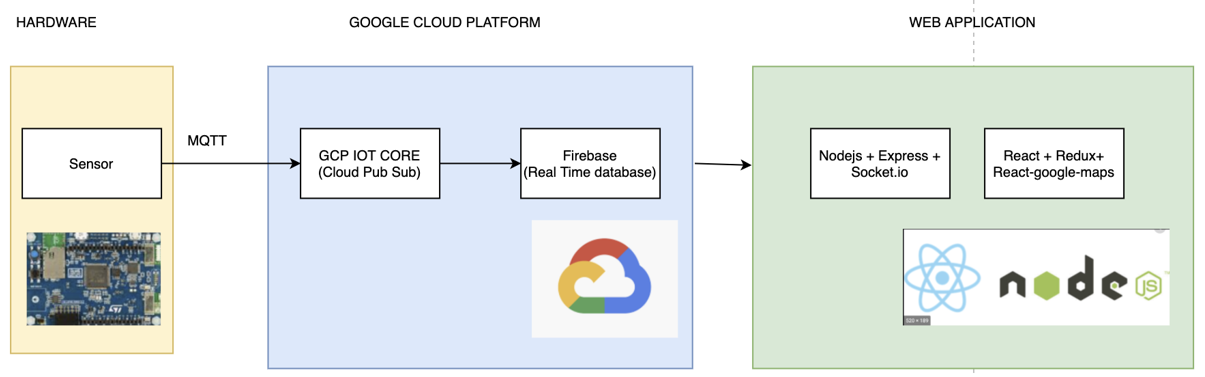 HARDWARE
GOOGLE CLOUD PLATFORM
WEB APPLICATION
Sensor
MQTT
GCP IOT CORE
(Cloud Pub Sub)
Firebase
(Real Time database)
Nodejs + Express +
Socket.io
React + Redux+
React-google-maps
node
JS